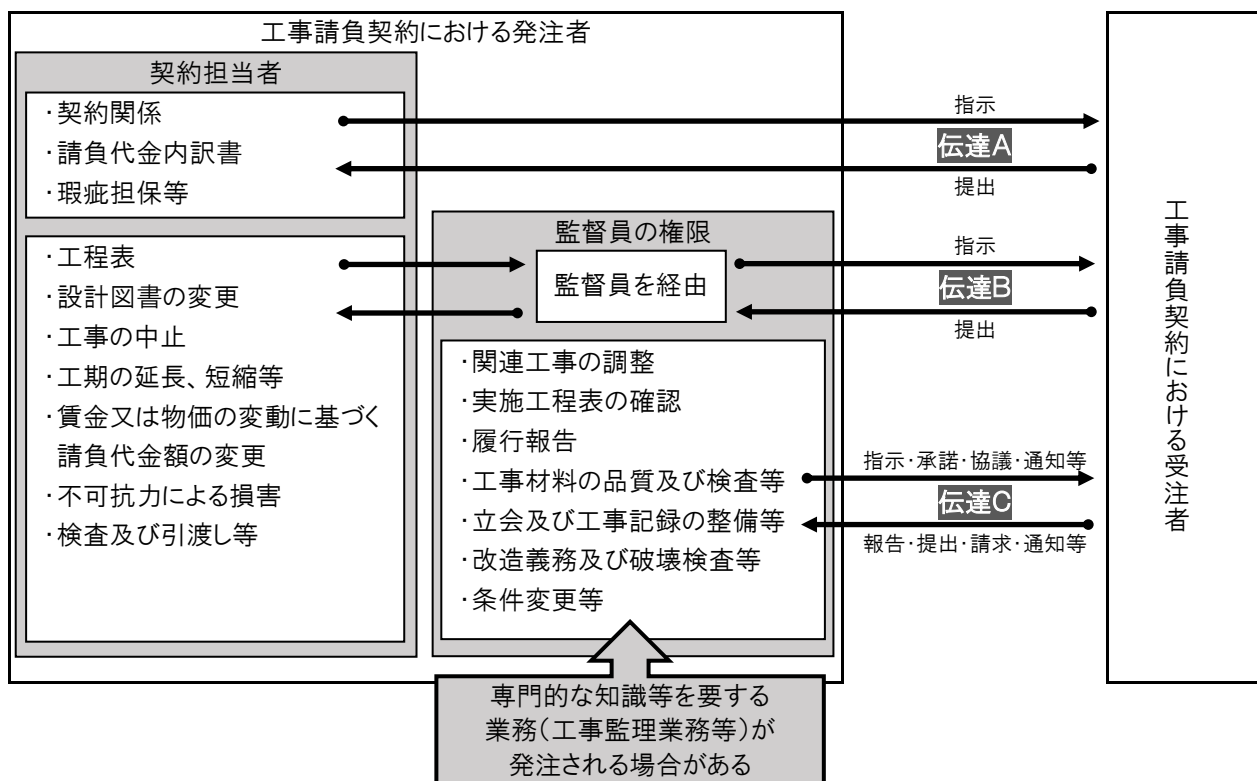 工事請負契約における発注者
契約担当者
・契約関係
・請負代金内訳書
・瑕疵担保等
・工程表
・設計図書の変更
・工事の中止
・工期の延長、短縮等
・賃金又は物価の変動に基づく
請負代金額の変更
・不可抗力による損害
・検査及び引渡し等
監督員の権限
監督員を経由
・関連工事の調整
・実施工程表の確認
・履行報告
・工事材料の品質及び検査等
・立会及び工事記録の整備等
・改造義務及び破壊検査等
・条件変更等
専門的な知識等を要する
業務(工事監理業務等)が
発注される場合がある
指示
伝達A
提出
指示
伝達B
提出
指示・承諾・協議・通知等
伝達C
報告・提出・請求・通知等
工事請負契約における受注者